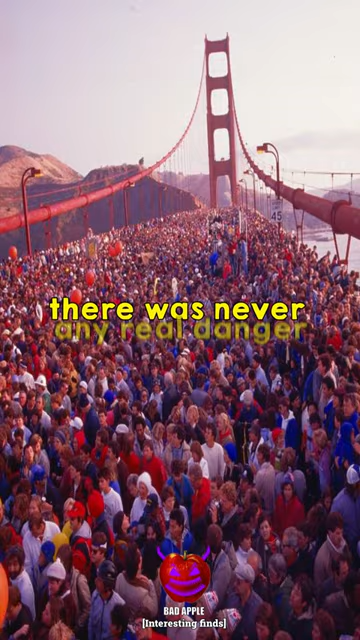 45
there was never
any real danger
BAD APPLE
[Interesting finds]